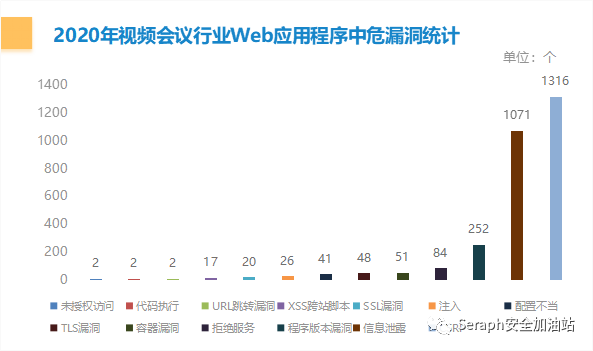 2020年视频会议行业Web应用程序中危漏洞统计
单位：个
1400
1200
1000
800
600
400
200
0
2 2 2 17 20 26 41 48 51 84 252 1071 1316
未授权访问 代码执行 URL跳转漏洞 XSS跨站脚本 SSL漏洞 注入 配置不当
TLS漏洞 容器漏洞 拒绝服务 程序版本漏洞 信息泄露
Seraph安全加油站